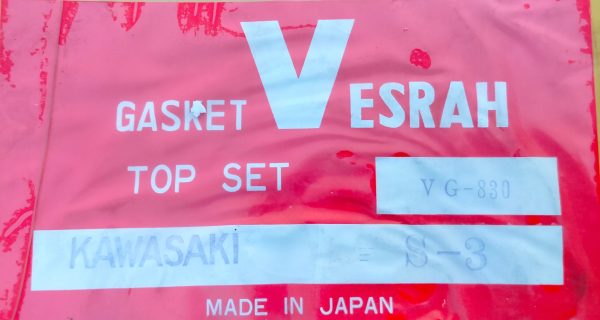 GASKET VESRAH
TOP SET VG-830
KAWASAKI = S-3
MADE IN JAPAN